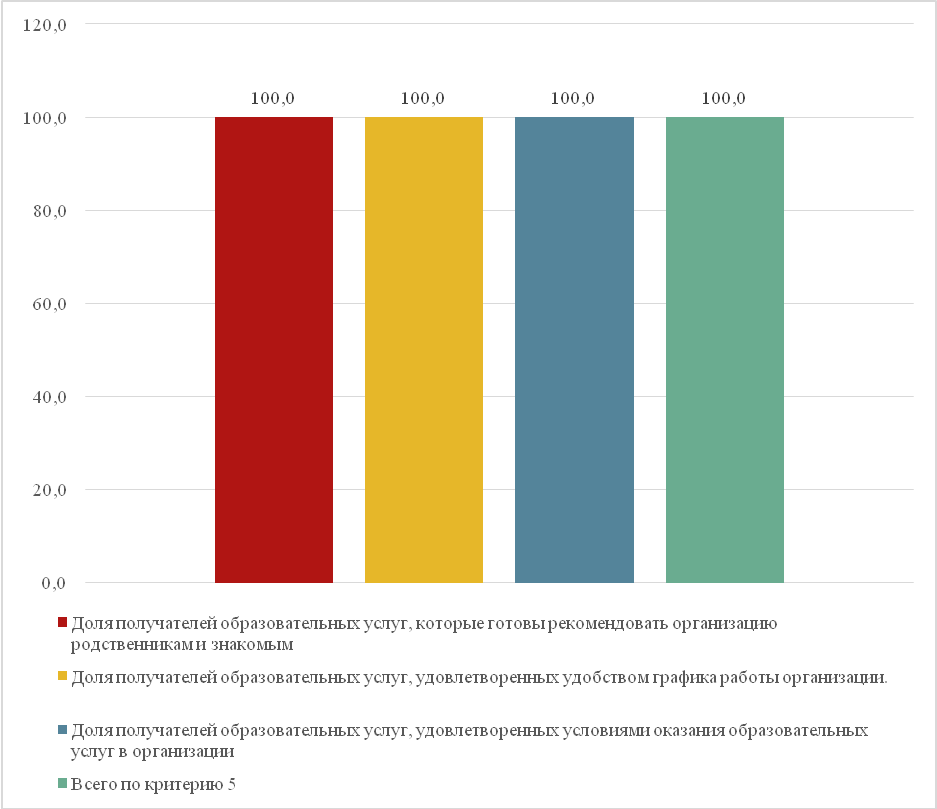 120,0
100,0 100,0 100,0 100,0
100,0
80,0
60,0
40,0
20,0
0,0
Доля получателей образовательных услуг, которые готовы рекомендовать организацию
родственникам и знакомым
Доля получателей образовательных услуг, удовлетворенных удобством графика работы организации.
Доля получателей образовательных услуг, удовлетворенных условиями оказания образовательных
услуг в организации
Всего по критерию 5